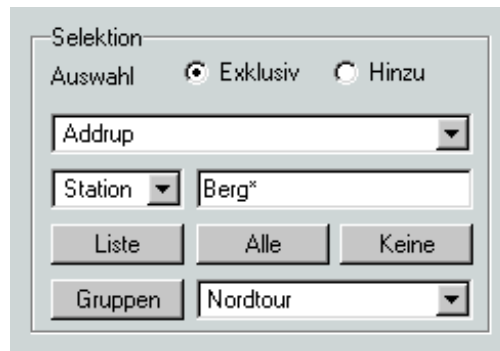 Selektion
Auswahl Exklusiv Hinzu
Addrup
Station Berg*
Liste Alle Keine
Gruppen Nordtour